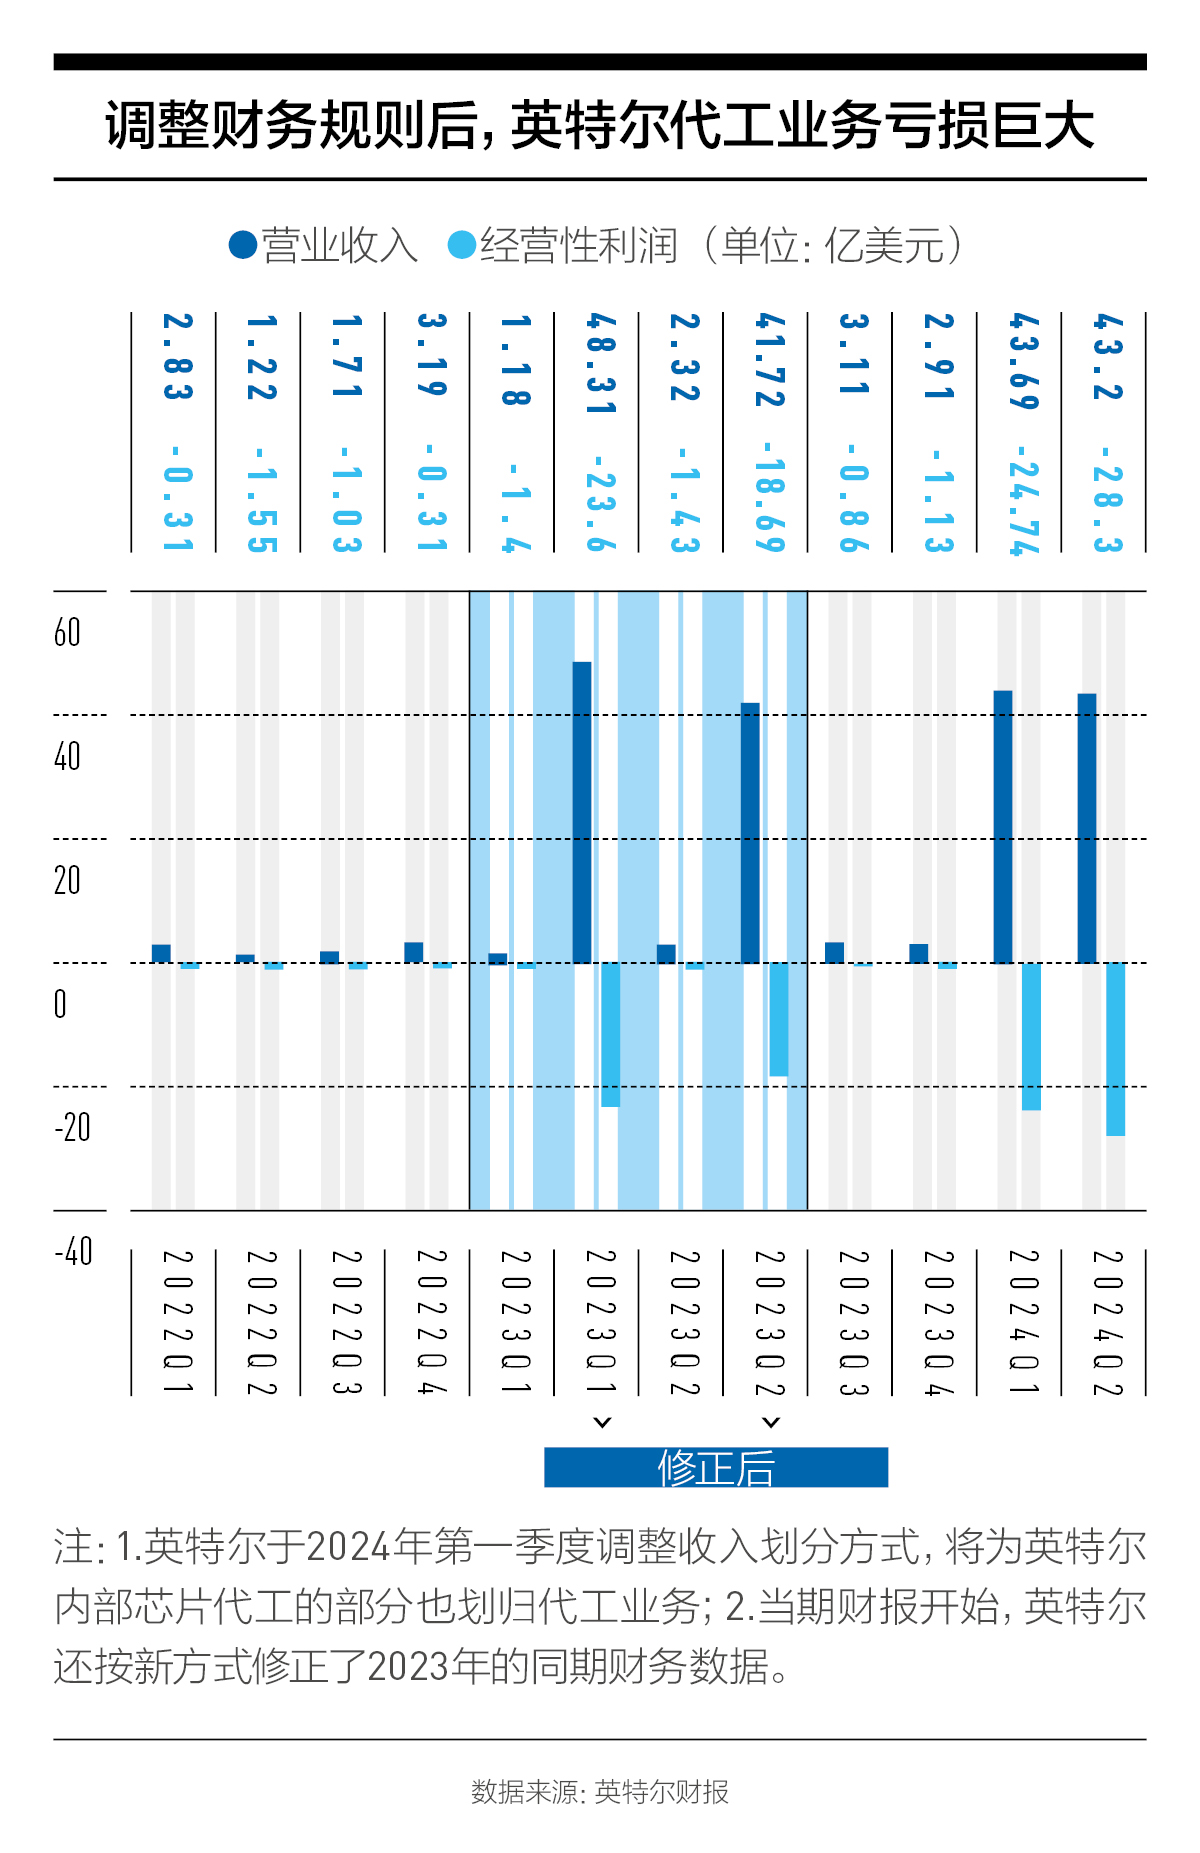 调整财务规则后，英特尔代工业务亏损巨大
营业收入 经营性利润（单位：亿美元）
2.83 -0.31
1.22 -1.55
1.71 -1.03
3.19 -0.31
1.18 -1.4
48.31 -23.6
2.32 -1.43
41.72 -18.69
3.11 -0.86
2.91 -1.13
43.69 -24.74
43.2 -28.3
60
40
20
0
-20
-40
2022Q1
2022Q2
2022Q3
2022Q4
2023Q1
2023Q1
2023Q2
2023Q2
2023Q3
2023Q4
2024Q1
2024Q2
修正后
注：1.英特尔于2024年第一季度调整收入划分方式，将为英特尔
内部芯片代工的部分也划归代工业务；2.当期财报开始，英特尔
还按新方式修正了2023年的同期财务数据。
数据来源：英特尔财报